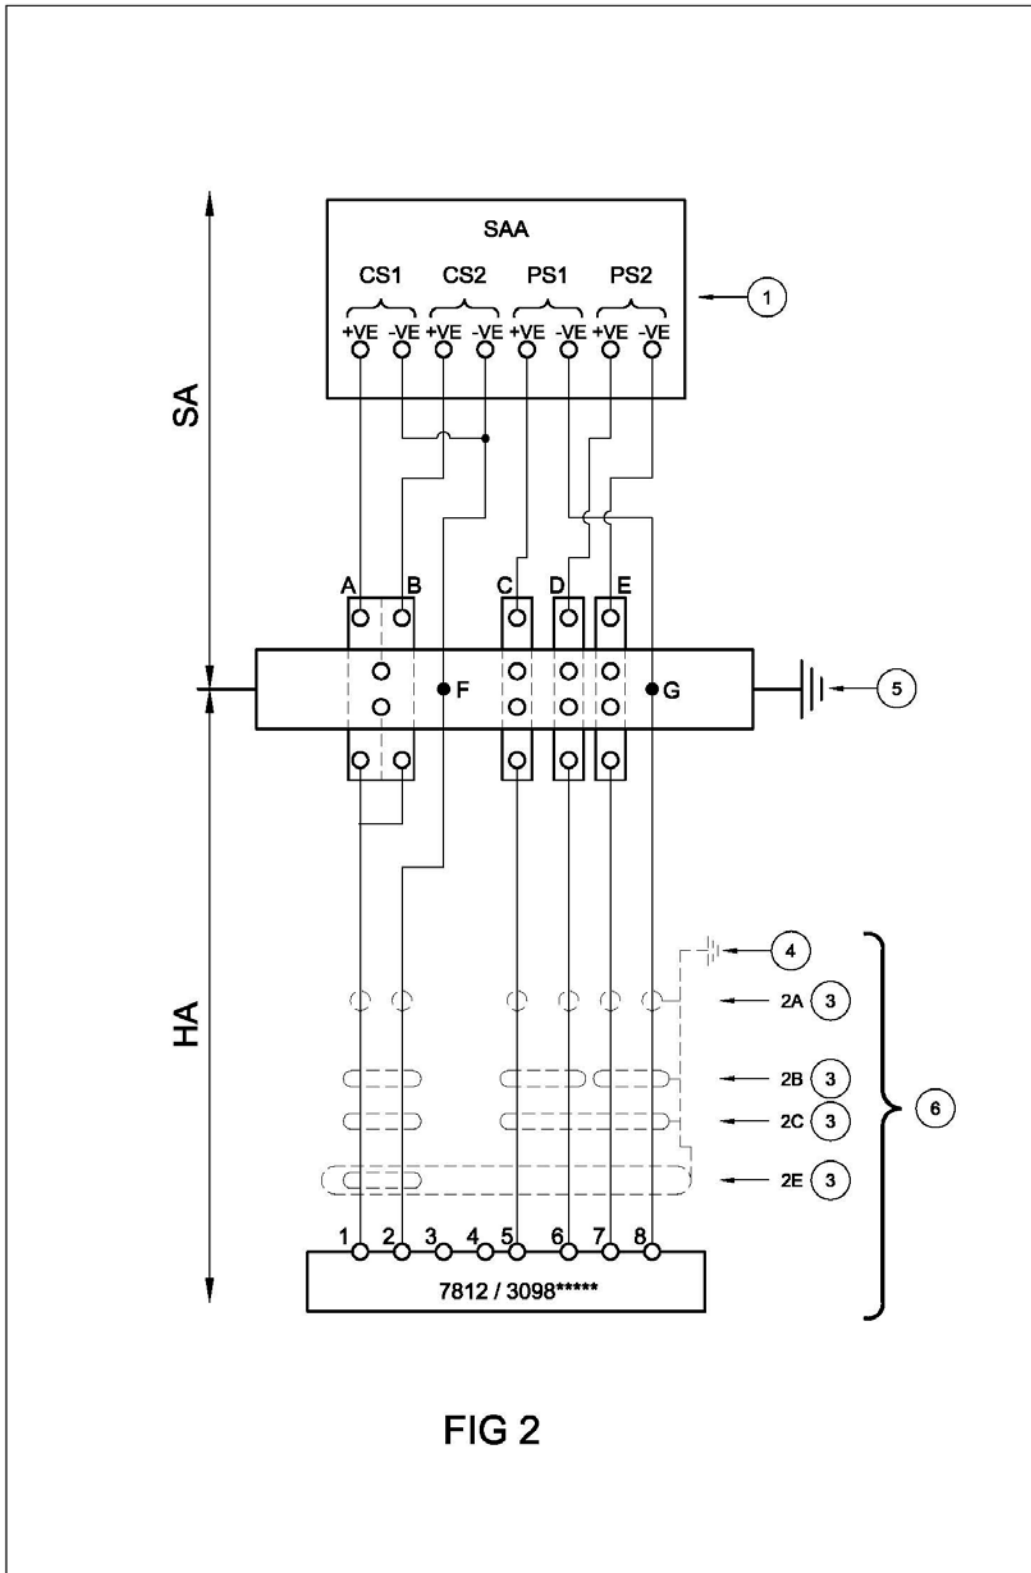 SAA
CS1 CS2 PS1 PS2
+VE -VE +VE -VE +VE -VE +VE -VE
1
SA
A B C D E
F G
5
HA
4
2A 3
2B 3
6
2C 3
2E 3
1 2 3 4 5 6 7 8
7812 / 3098*****
FIG 2